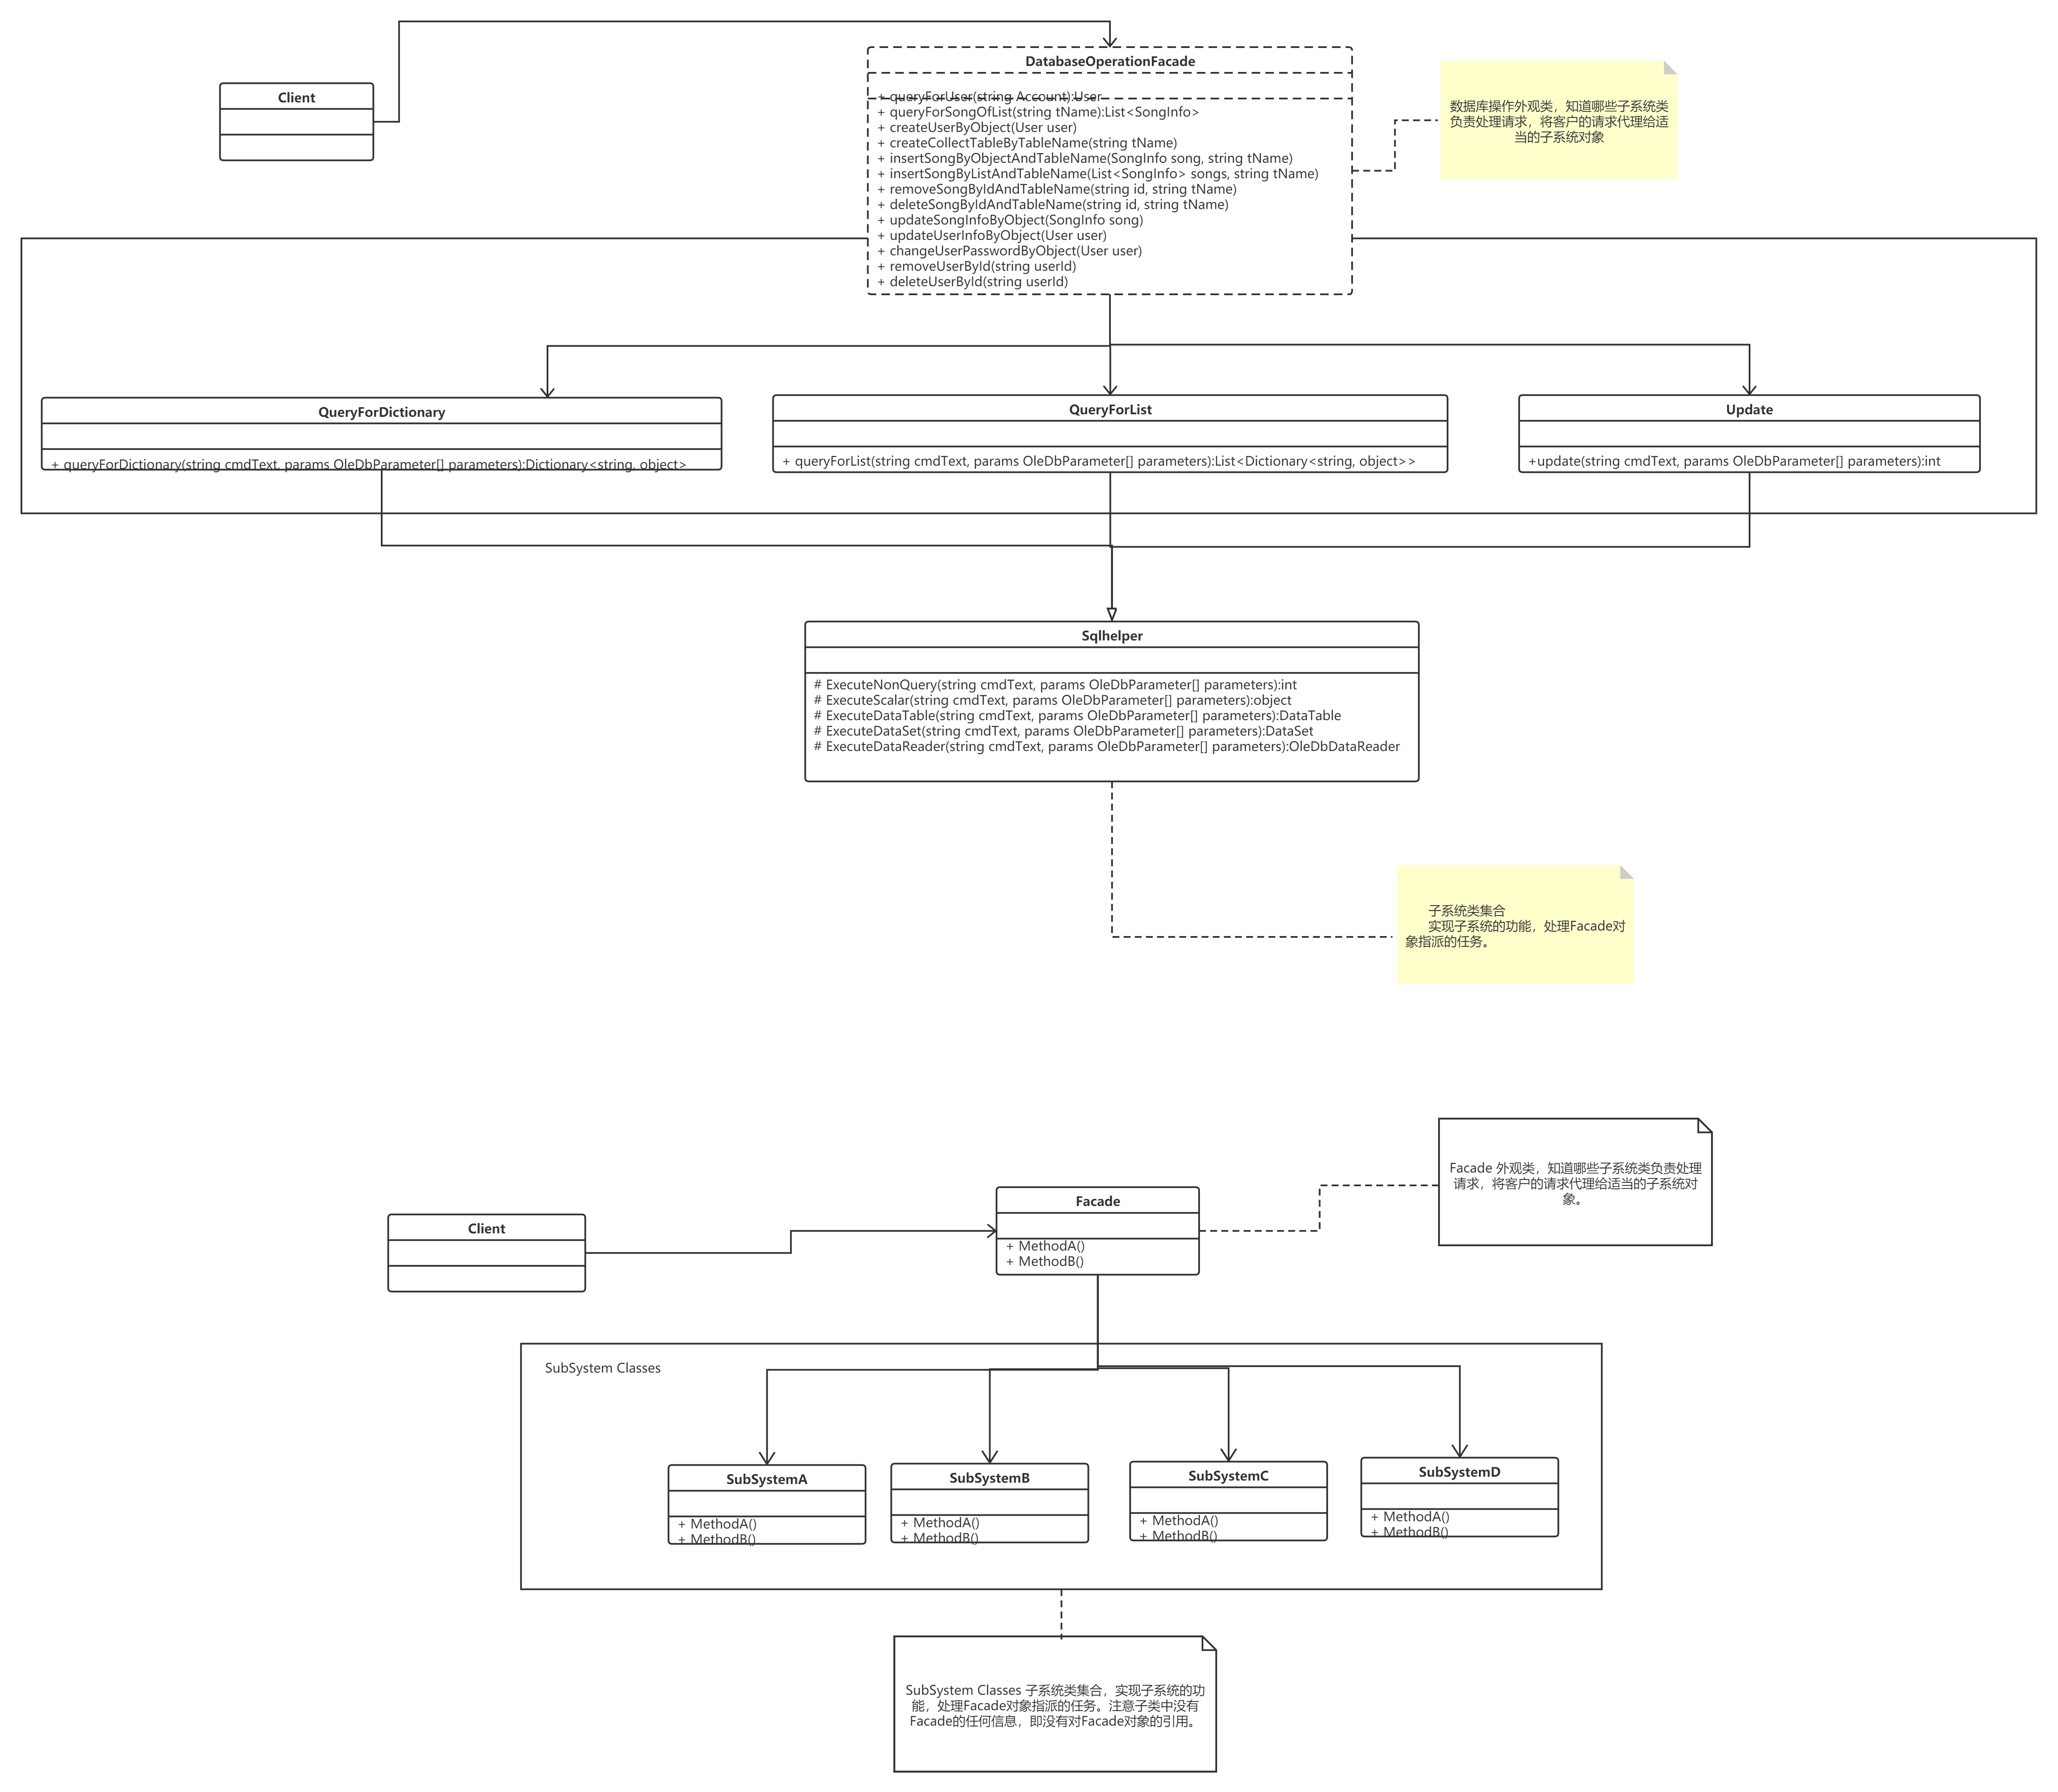 Client
DatabaseOperationFacade
+ queryForUser(string Account):User
+ queryForSongOfList(string tName):List<SongInfo>
+ createUserByObject(User user)
+ createCollectTableByTableName(string tName)
+ insertSongByObjectAndTableName(SongInfo song, string tName)
+ insertSongByListAndTableName(List<SongInfo> songs, string tName)
+ removeSongByIdAndTableName(string id, string tName)
+ deleteSongByIdAndTableName(string id, string tName)
+ updateSongInfoByObject(SongInfo song)
+ updateUserInfoByObject(User user)
+ changeUserPasswordByObject(User user)
+ removeUserById(string userId)
+ deleteUserById(string userId)
数据库操作外观类，知道哪些子系统类
负责处理请求，将客户的请求代理给适
当的子系统对象
QueryForDictionary
+ queryForDictionary(string cmdText, params OleDbParameter[] parameters):Dictionary<string, object>
QueryForList
+ queryForList(string cmdText, params OleDbParameter[] parameters):List<Dictionary<string, object>>
Update
+update(string cmdText, params OleDbParameter[] parameters):int
Sqlhelper
# ExecuteNonQuery(string cmdText, params OleDbParameter[] parameters):int
# ExecuteScalar(string cmdText, params OleDbParameter[] parameters):object
# ExecuteDataTable(string cmdText, params OleDbParameter[] parameters):DataTable
# ExecuteDataSet(string cmdText, params OleDbParameter[] parameters):DataSet
# ExecuteDataReader(string cmdText, params OleDbParameter[] parameters):OleDbDataReader
子系统类集合
实现子系统的功能，处理Facade对
象指派的任务。
Facade 外观类，知道哪些子系统类负责处理
请求，将客户的请求代理给适当的子系统对
象。
Client
Facade
+ MethodA()
+ MethodB()
SubSystem Classes
SubSystemA
+ MethodA()
+ MethodB()
SubSystemB
+ MethodA()
+ MethodB()
SubSystemC
+ MethodA()
+ MethodB()
SubSystemD
+ MethodA()
+ MethodB()
SubSystem Classes 子系统类集合，实现子系统的功
能，处理Facade对象指派的任务。注意子类中没有
Facade的任何信息，即没有对Facade对象的引用。